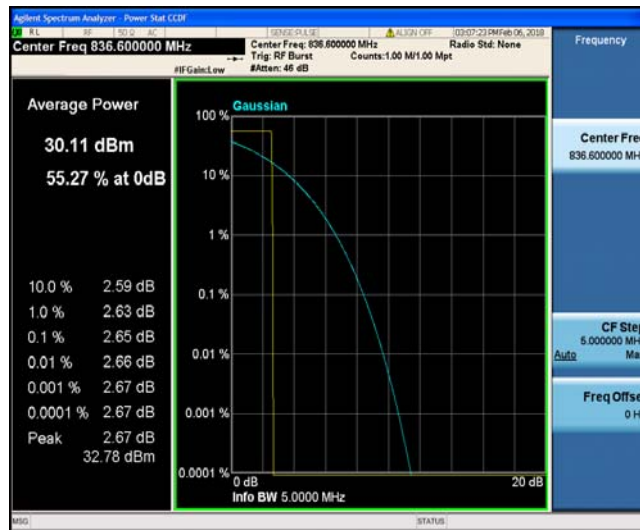 Agilent Spectrum Analyzer - Power Stat CCDF
RL RF 50 Ω AC SENSE:PULSE ALIGN OFF 03:07:23 PM Feb 06, 2018
Center Freq 836.600000 MHz
Center Freq: 836.600000 MHz Radio Std: None
Trig: RF Burst Counts:1.00 M/1.00 Mpt
#IFGain:Low #Atten: 46 dB
Frequency
Average Power
30.11 dBm
55.27 % at 0dB
10.0 % 2.59 dB
1.0 % 2.63 dB
0.1 % 2.65 dB
0.01 % 2.66 dB
0.001 % 2.67 dB
0.0001 % 2.67 dB
Peak 2.67 dB
32.78 dBm
Gaussian
100 %
10 %
1 %
0.1 %
0.01 %
0.001 %
0.0001 %
0 dB 20 dB
Info BW 5.0000 MHz
Center Fre
836.600000 MH
CF Step
5.000000 MH
Auto Ma
Freq Offse
0 H
MSG STATUS